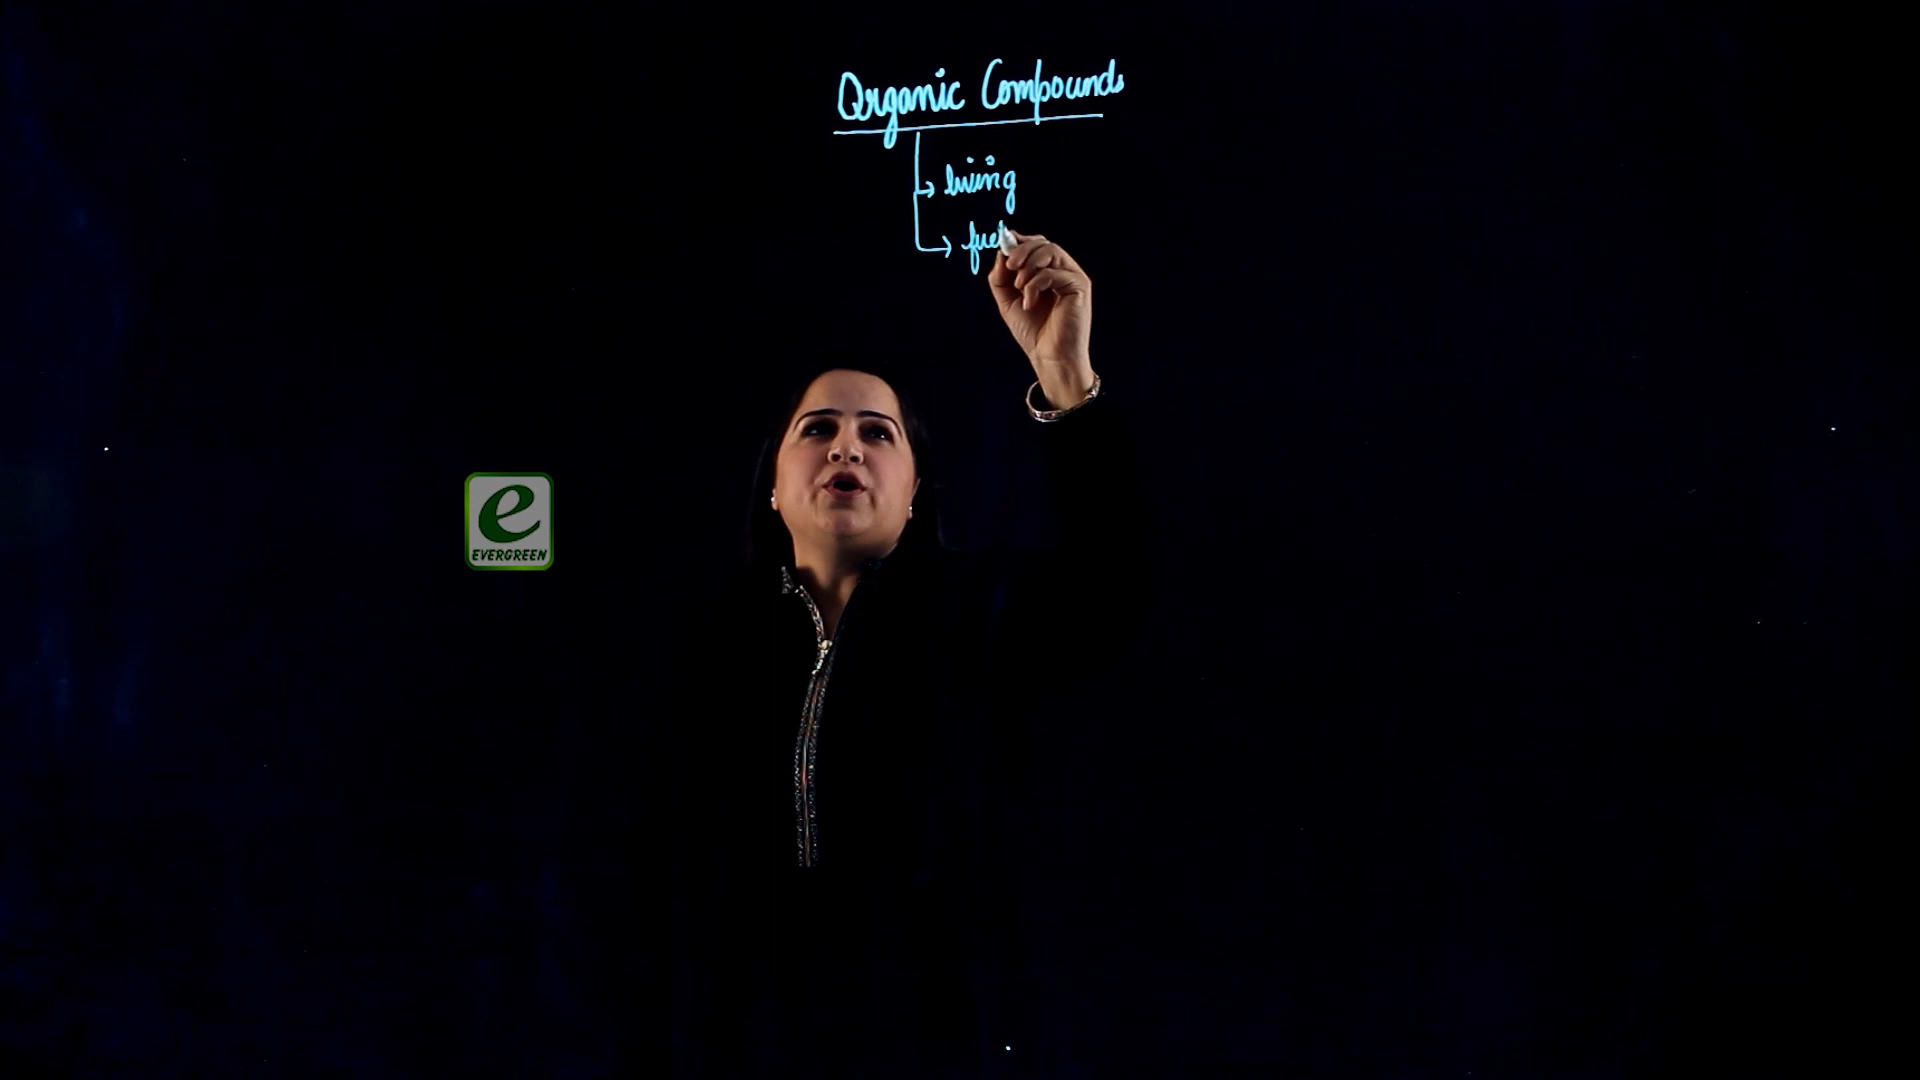 Organic Compounds
→ living
→ fuel
e
EVERGREEN